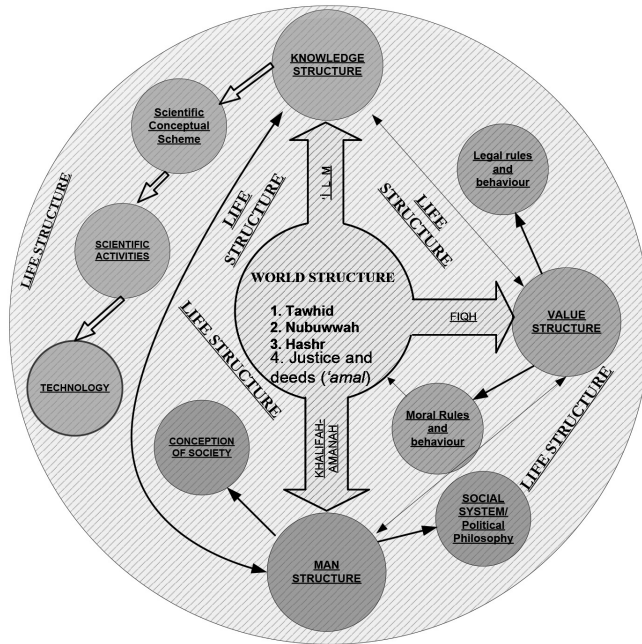 KNOWLEDGE
STRUCTURE
Scientific
Conceptual
Scheme
Legal rules
and
behaviour
'I L M
LIFE
STRUCTURE
LIFE
STRUCTURE
LIFE STRUCTURE
SCIENTIFIC
ACTIVITIES
WORLD STRUCTURE
1. Tawhid
2. Nubuwwah
3. Hashr
4. Justice and
deeds ('amal)
FIQH
VALUE
STRUCTURE
LIFE STRUCTURE
TECHNOLOGY
KHALIFAH-
AMANAH
Moral Rules
and
behaviour
LIFE STRUCTURE
CONCEPTION
OF SOCIETY
SOCIAL
SYSTEM/
Political
Philosophy
MAN
STRUCTURE